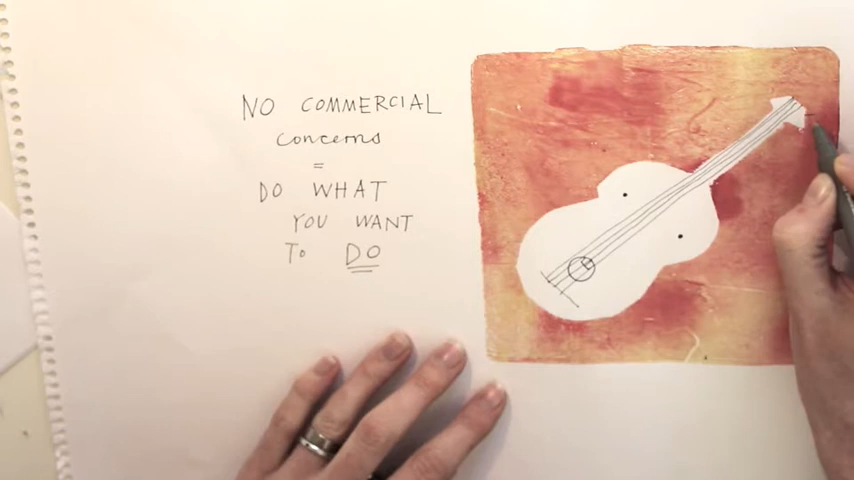 NO COMMERCIAL
concerns
=
DO WHAT
YOU WANT
To DO